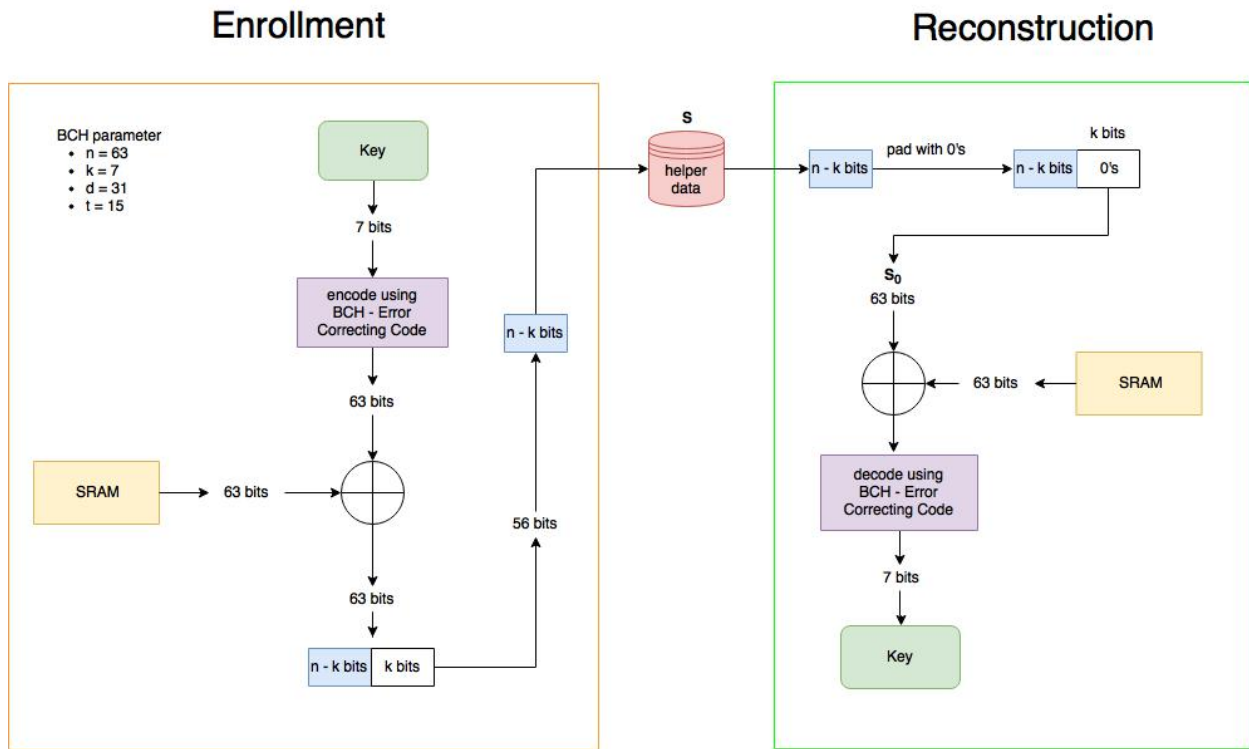 Enrollment
Reconstruction
BCH parameter
• n = 63
• k = 7
• d = 31
• t = 15
Key
7 bits
encode using
BCH - Error
Correcting Code
63 bits
SRAM
63 bits
63 bits
n - k bits
k bits
56 bits
n - k bits
S
helper
data
n - k bits
pad with 0's
k bits
n - k bits
0's
S₀
63 bits
63 bits
SRAM
decode using
BCH - Error
Correcting Code
7 bits
Key